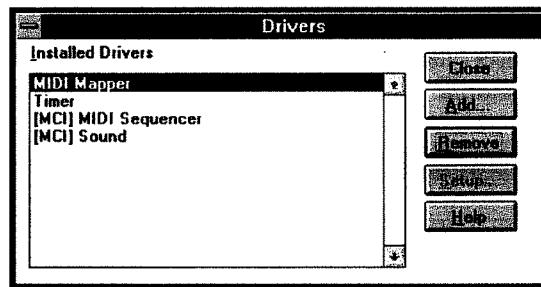 Drivers
Installed Drivers
MIDI Mapper
Timer
[MCI] MIDI Sequencer
[MCI] Sound
Close
Add...
Remove
Setup...
Help